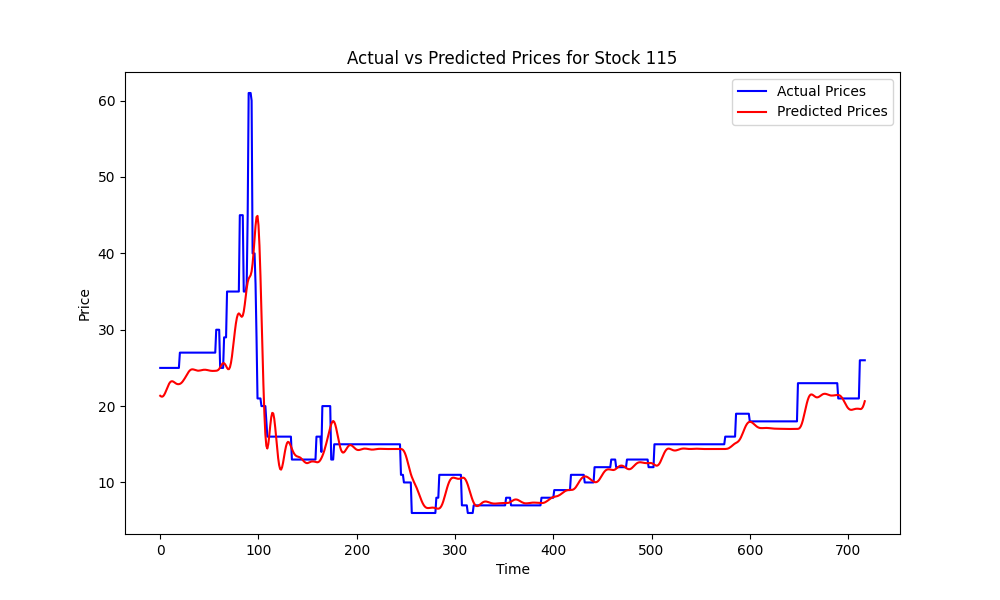 Actual vs Predicted Prices for Stock 115
Actual Prices
Predicted Prices
Price
60
50
40
30
20
10
0 100 200 300 400 500 600 700
Time